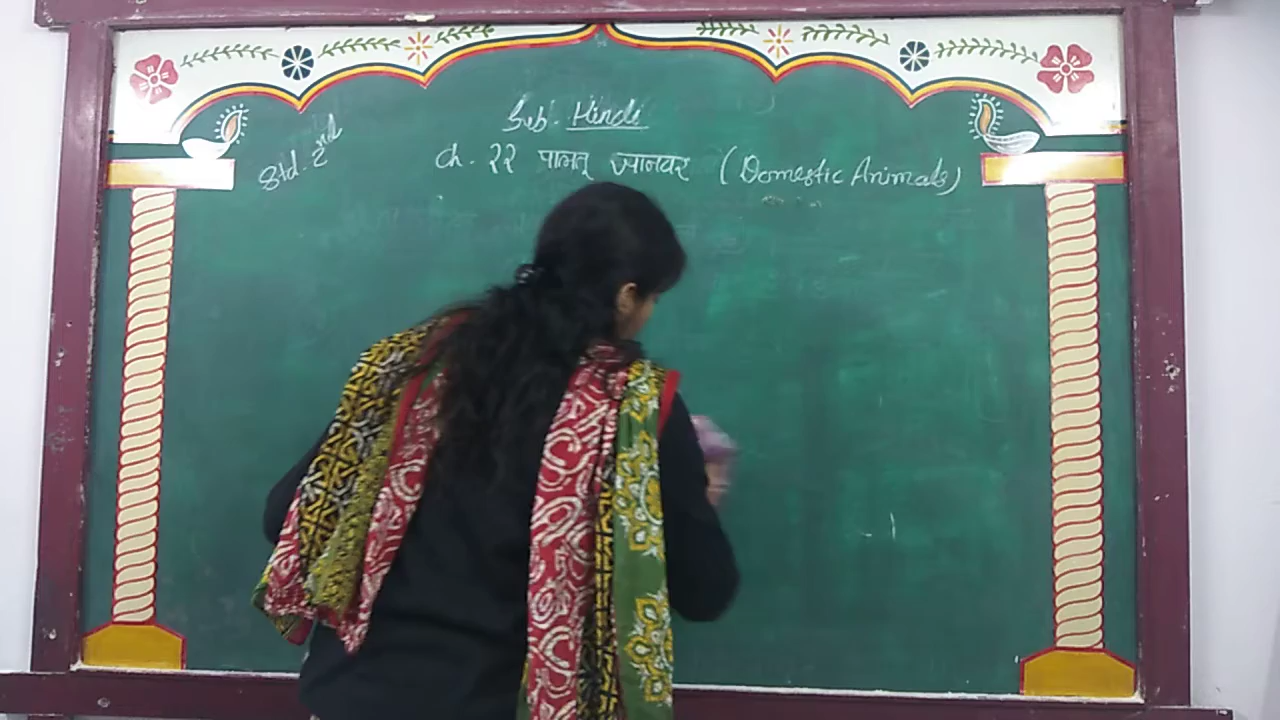 Sub. Hindi
Std. 2nd
Ch. २२ पालतू जानवर (Domestic Animals)